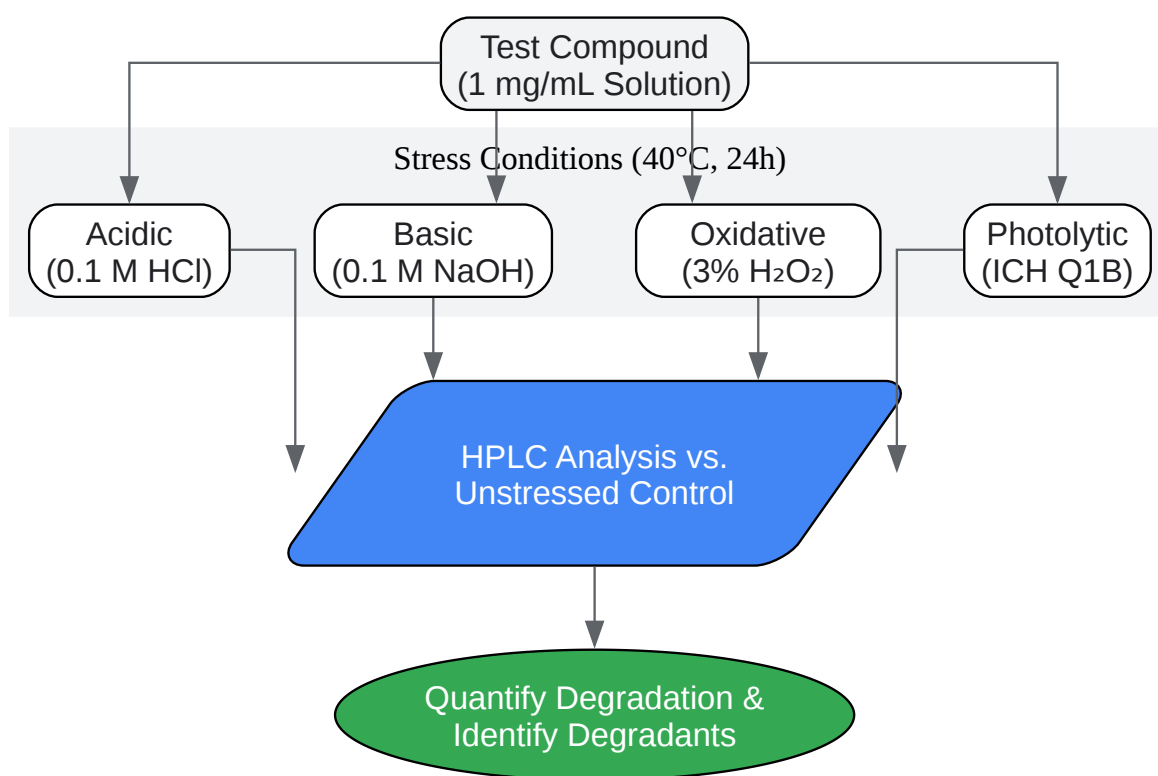 Test Compound
(1 mg/mL Solution)
Stress Conditions (40°C, 24h)
Acidic
(0.1 M HCl)
Basic
(0.1 M NaOH)
Oxidative
(3% H₂O₂)
Photolytic
(ICH Q1B)
HPLC Analysis vs.
Unstressed Control
Quantify Degradation &
Identify Degradants